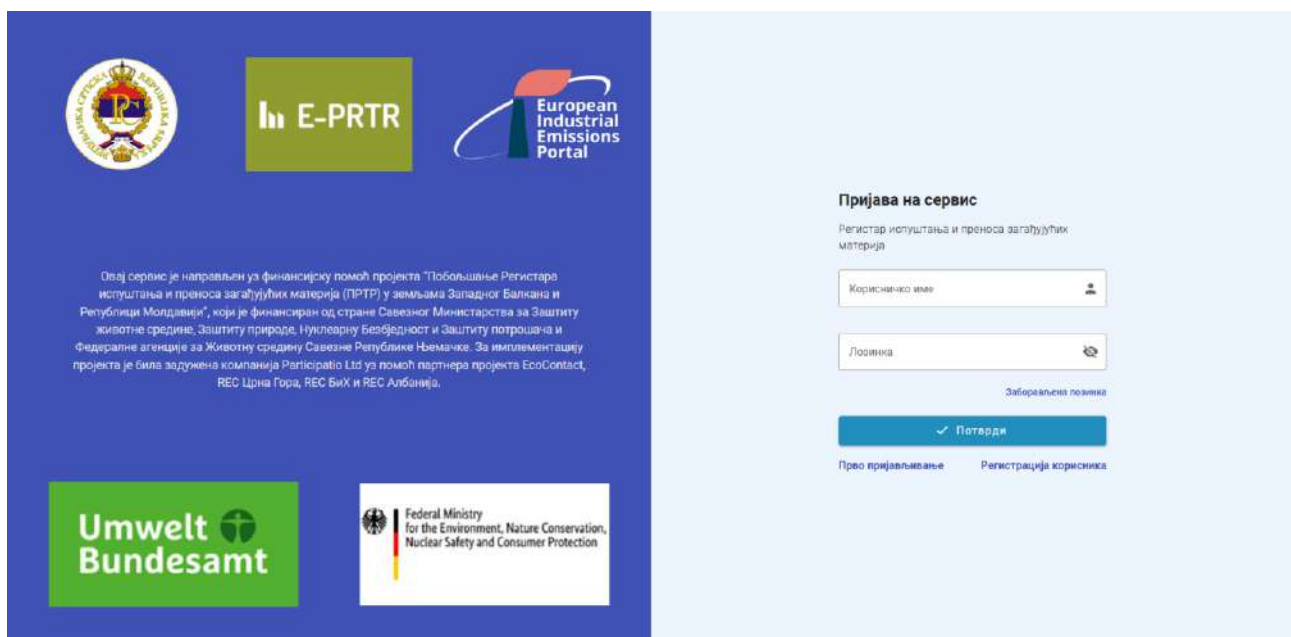 РЕПУБЛИКА СРПСКА
REPUBLIKA SRPSKA
E-PRTR
European
Industrial
Emissions
Portal
Овај сервис је направљен уз финансијску помоћ пројекта "Побољшање Регистара
испуштања и преноса загађујућих материја (ПРТР) у земљама Западног Балкана и
Републици Молдавији", који је финансиран од стране Савезног Министарства за Заштиту
животне средине, Заштиту природе, Нуклеарну Безбједност и Заштиту потрошача и
Федералне агенције за Животну средину Савезне Републике Њемачке. За имплементацију
пројекта је била задужена компанија Participatio Ltd уз помоћ партнера пројекта EcoContact,
REC Црна Гора, REC БиХ и REC Албанија.
Umwelt
Bundesamt
Federal Ministry
for the Environment, Nature Conservation,
Nuclear Safety and Consumer Protection
Пријава на сервис
Регистар испуштања и преноса загађујућих
материја
Корисничко име
Лозинка
Заборављена лозинка
Потврди
Прво пријављивање Регистрација корисника